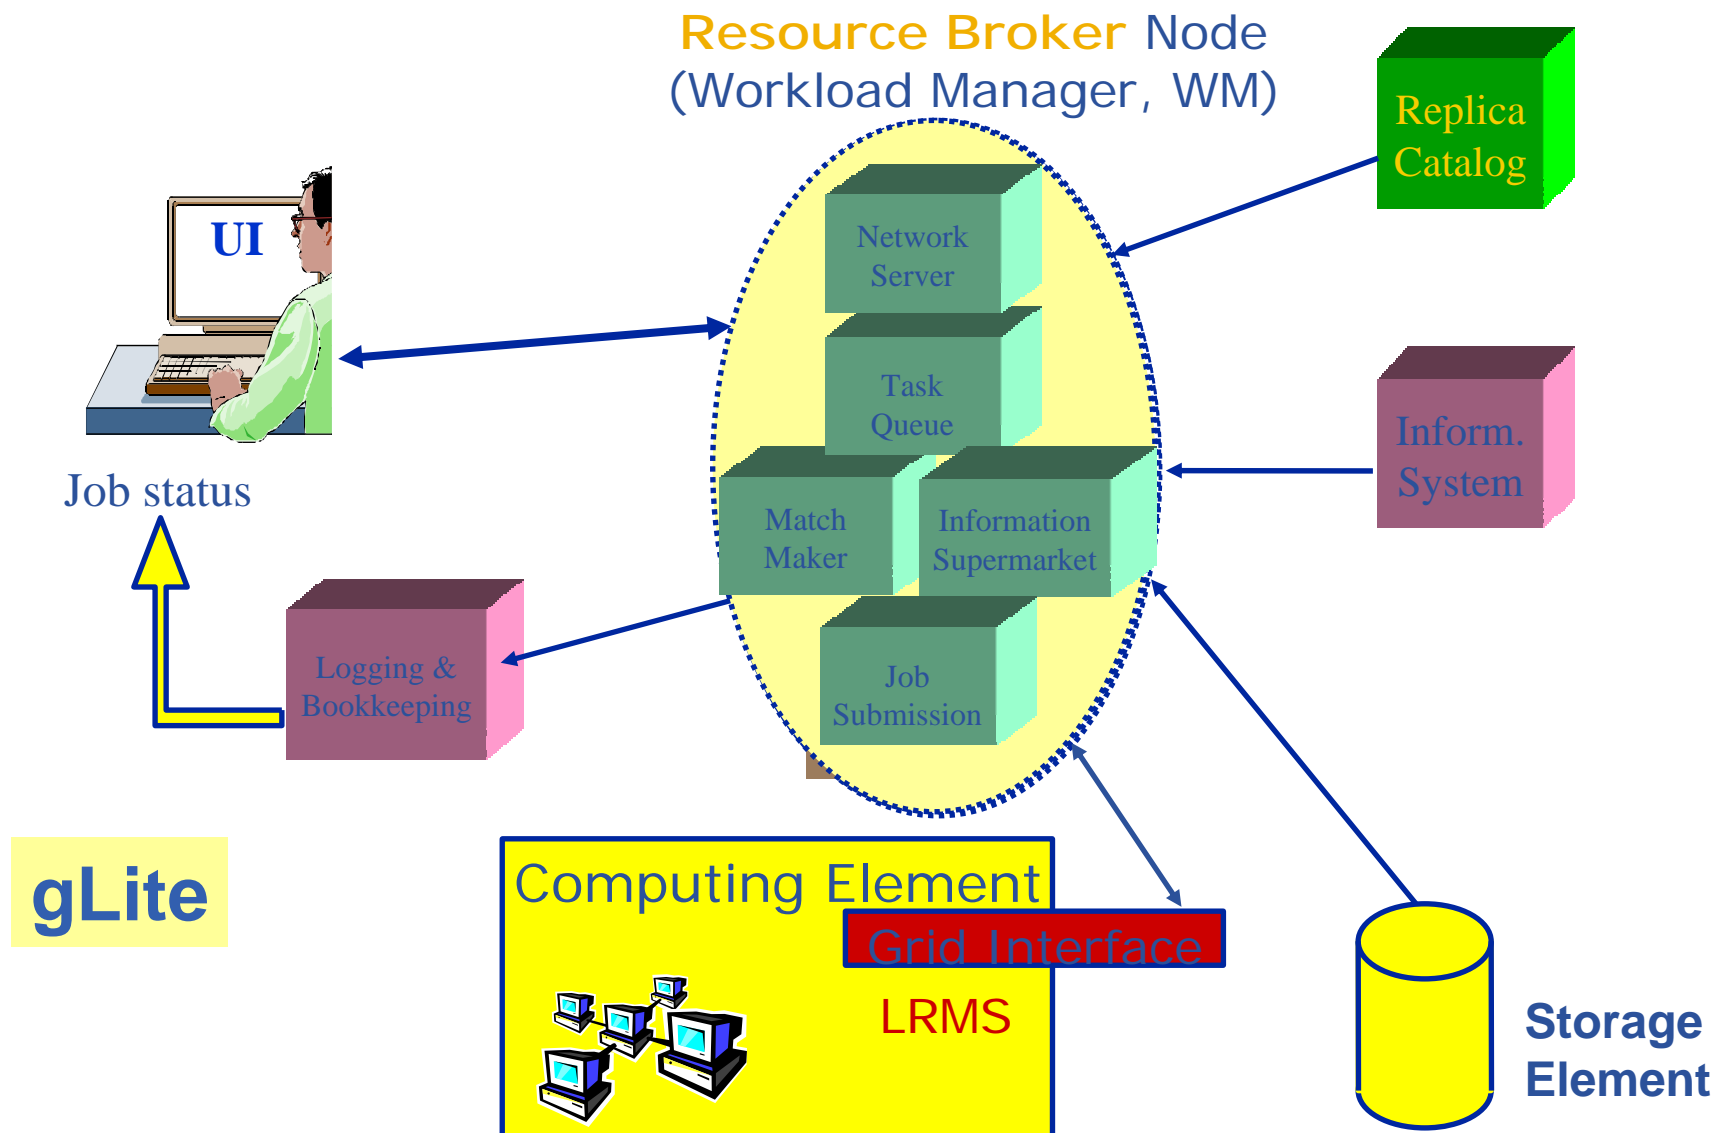 Resource Broker Node
(Workload Manager, WM)
Replica
Catalog
UI
Network
Server
Task
Queue
Inform.
System
Job status
Match
Maker
Information
Supermarket
Logging &
Bookkeeping
Job
Submission
gLite
Computing Element
Grid Interface
LRMS
Storage
Element